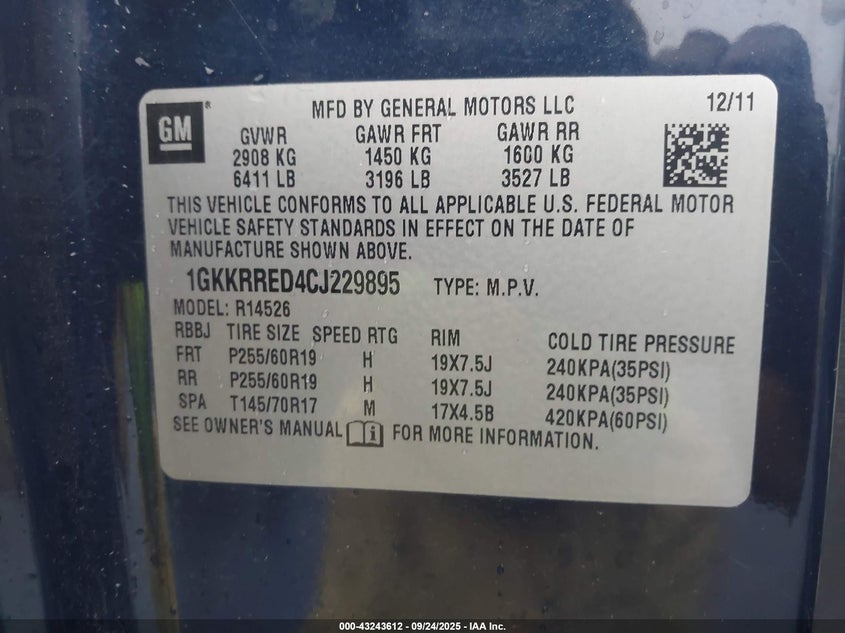 GM ®
MFD BY GENERAL MOTORS LLC 12/11
GVWR GAWR FRT GAWR RR
2908 KG 1450 KG 1600 KG
6411 LB 3196 LB 3527 LB
THIS VEHICLE CONFORMS TO ALL APPLICABLE U.S. FEDERAL MOTOR
VEHICLE SAFETY STANDARDS IN EFFECT ON THE DATE OF
MANUFACTURE SHOWN ABOVE.
1GKKRRED4CJ229895 TYPE: M.P.V.
MODEL: R14526
RBBJ TIRE SIZE SPEED RTG RIM COLD TIRE PRESSURE
FRT P255/60R19 H 19X7.5J 240KPA(35PSI)
RR P255/60R19 H 19X7.5J 240KPA(35PSI)
SPA T145/70R17 M 17X4.5B 420KPA(60PSI)
SEE OWNER'S MANUAL FOR MORE INFORMATION.
000-43243612 - 09/24/2025 - IAA Inc.